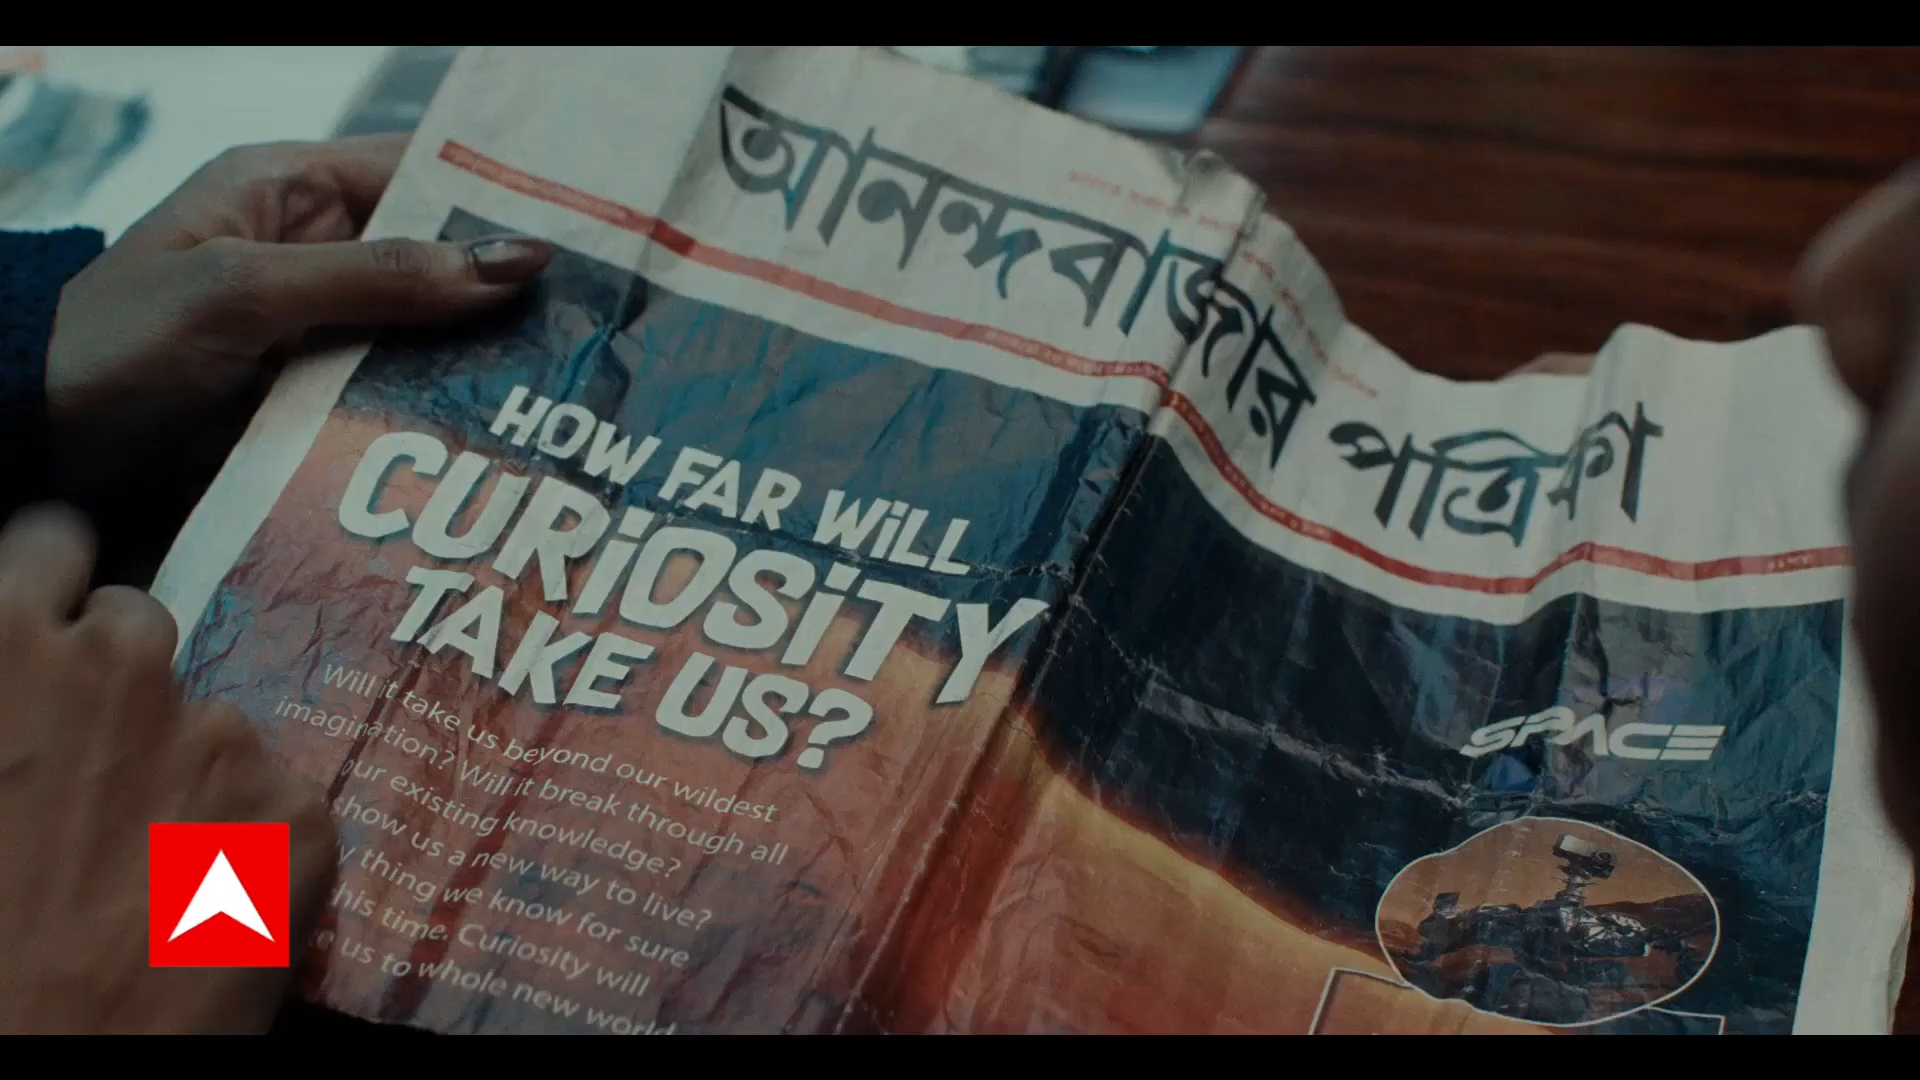 আনন্দবাজার পত্রিকা
HOW FAR WiLL
CURiOSiTY
TAKE US?
Will it take us beyond our wildest
imagination? Will it break through all
our existing knowledge?
show us a new way to live?
thing we know for sure
this time. Curiosity will
us to whole new world
SPACE